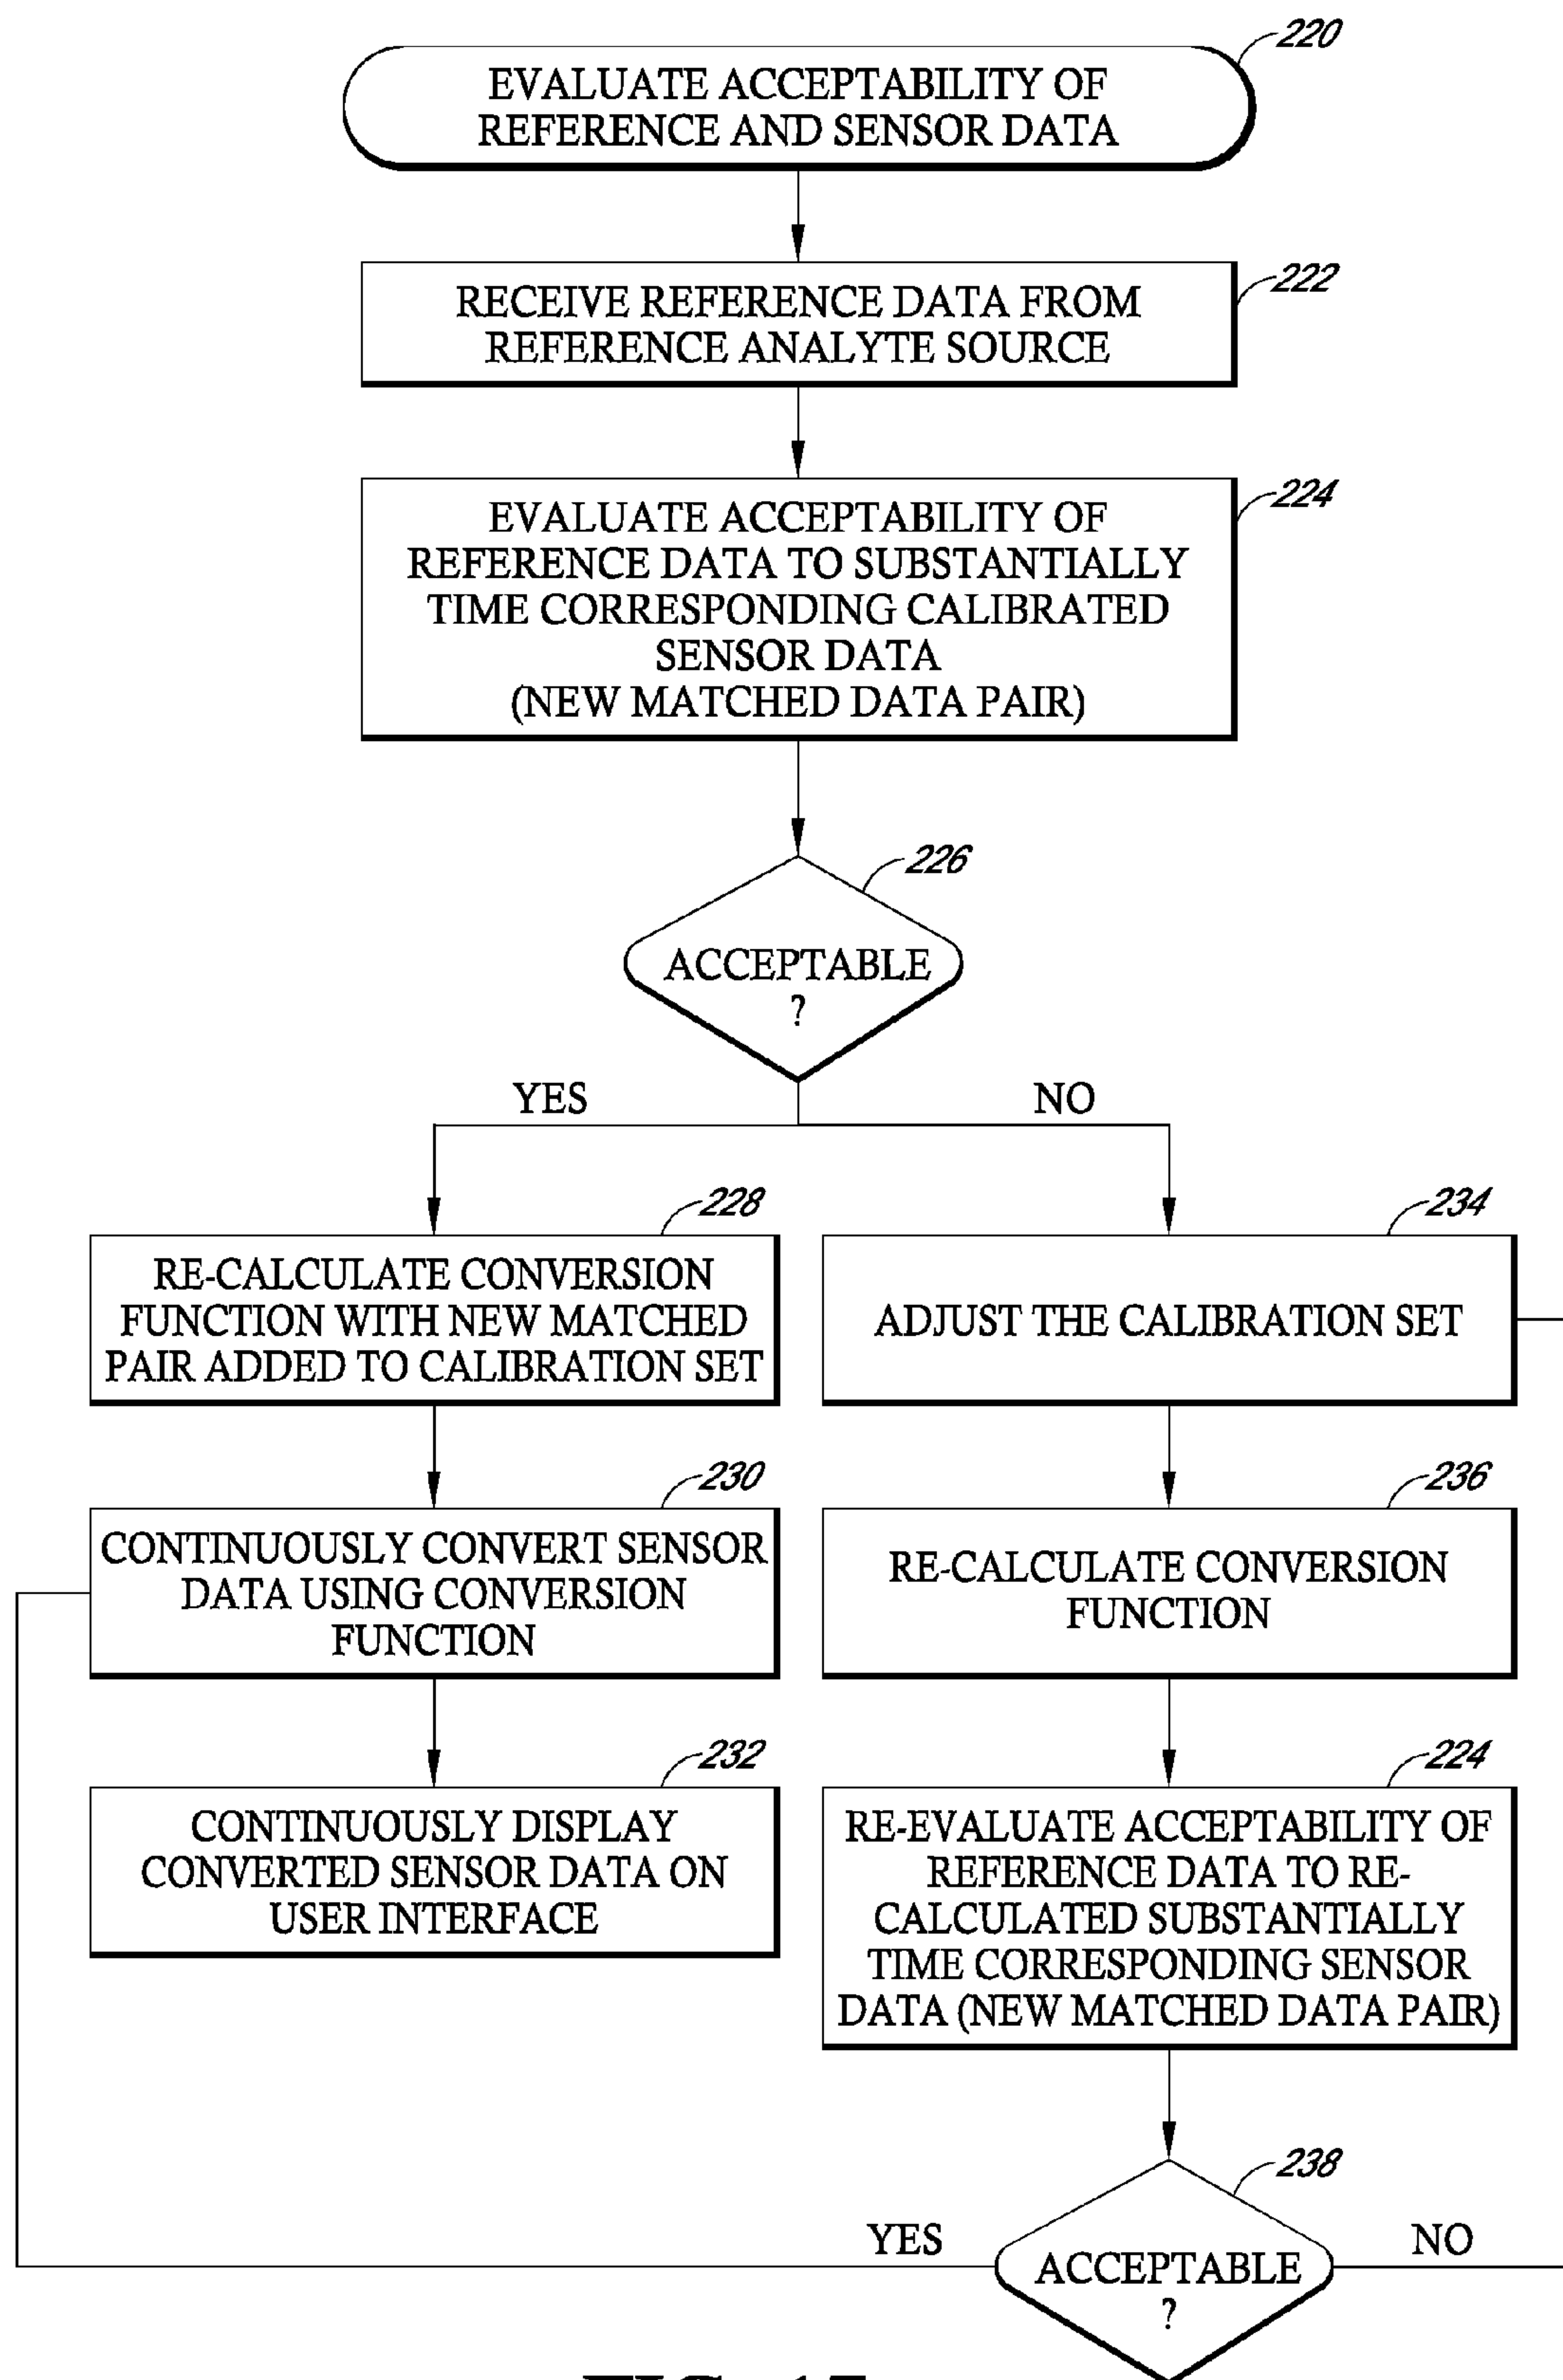 220
EVALUATE ACCEPTABILITY OF
REFERENCE AND SENSOR DATA
222
RECEIVE REFERENCE DATA FROM
REFERENCE ANALYTE SOURCE
224
EVALUATE ACCEPTABILITY OF
REFERENCE DATA TO SUBSTANTIALLY
TIME CORRESPONDING CALIBRATED
SENSOR DATA
(NEW MATCHED DATA PAIR)
226
ACCEPTABLE
?
YES
NO
228
RE-CALCULATE CONVERSION
FUNCTION WITH NEW MATCHED
PAIR ADDED TO CALIBRATION SET
234
ADJUST THE CALIBRATION SET
230
CONTINUOUSLY CONVERT SENSOR
DATA USING CONVERSION
FUNCTION
236
RE-CALCULATE CONVERSION
FUNCTION
232
CONTINUOUSLY DISPLAY
CONVERTED SENSOR DATA ON
USER INTERFACE
224
RE-EVALUATE ACCEPTABILITY OF
REFERENCE DATA TO RE-
CALCULATED SUBSTANTIALLY
TIME CORRESPONDING SENSOR
DATA (NEW MATCHED DATA PAIR)
238
YES
ACCEPTABLE
?
NO